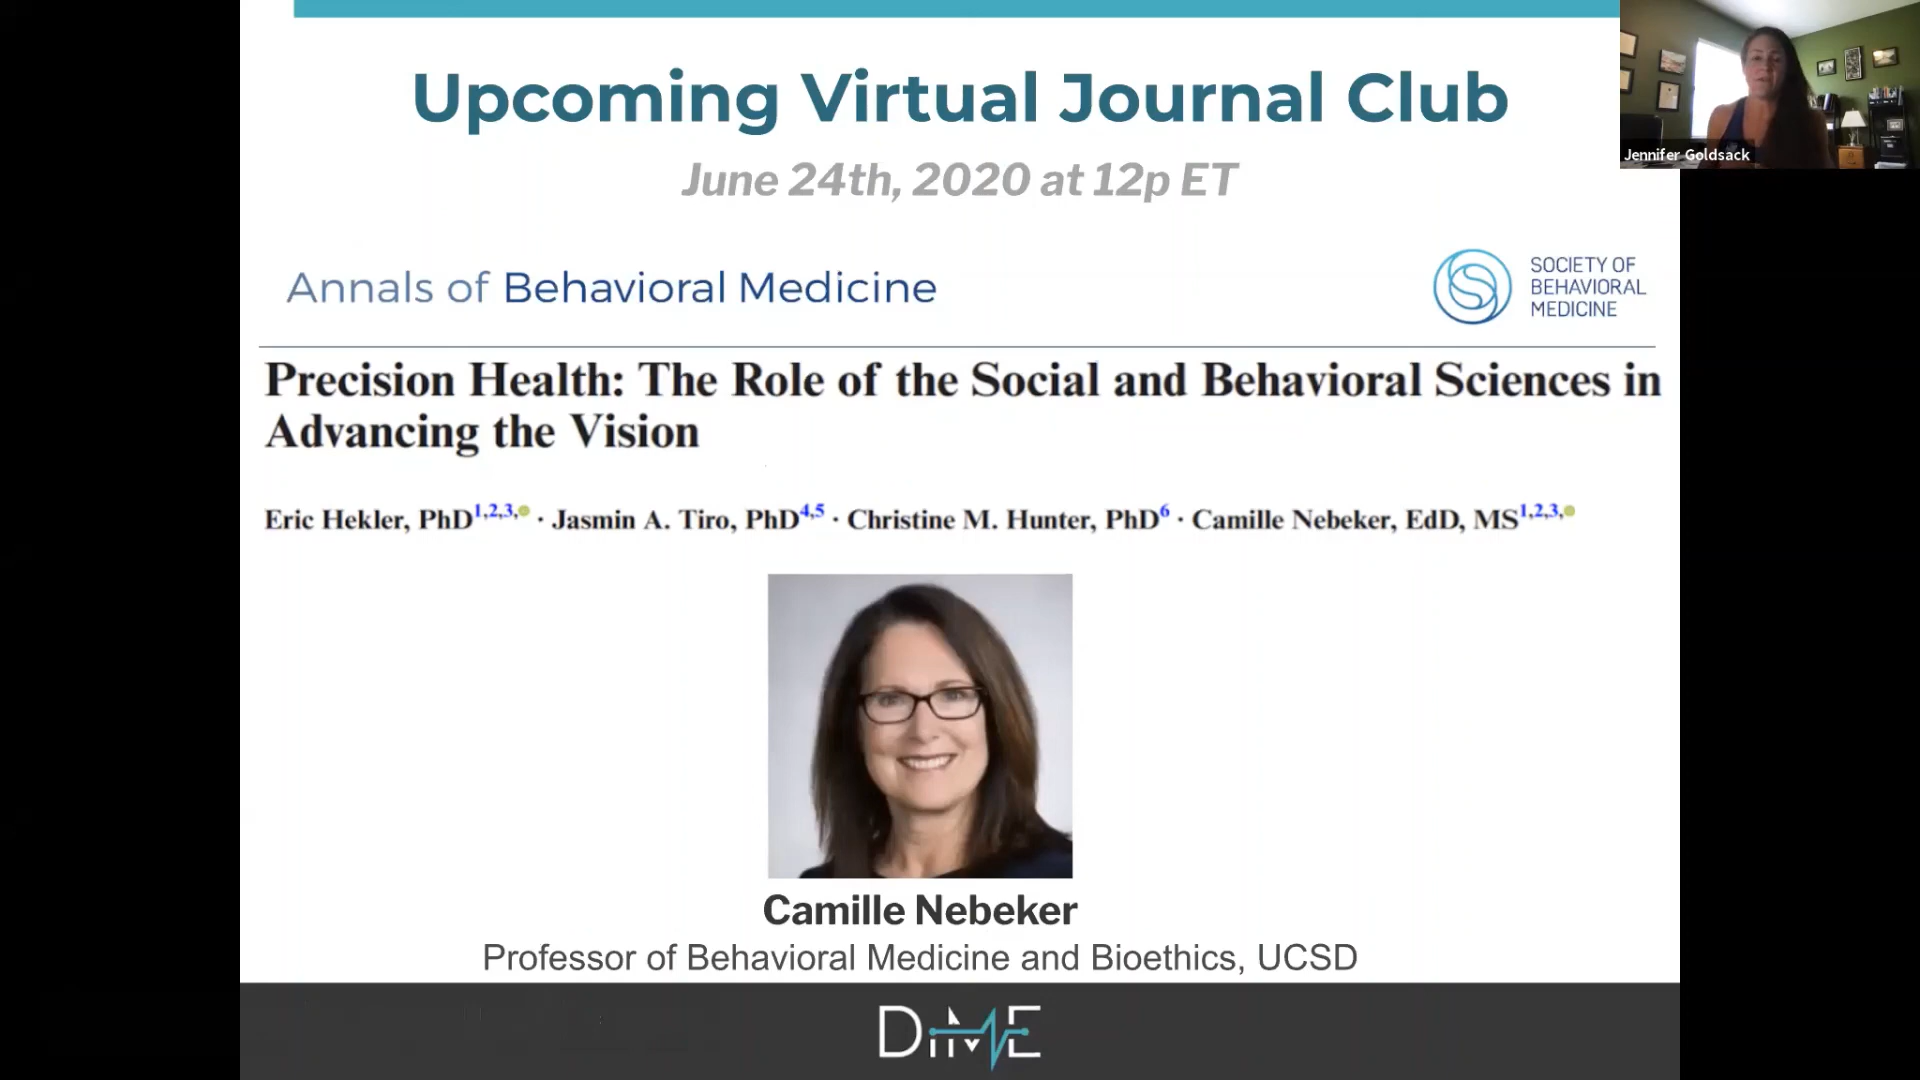 Upcoming Virtual Journal Club
June 24th, 2020 at 12p ET
Jennifer Goldsack
Annals of Behavioral Medicine
SOCIETY OF
BEHAVIORAL
MEDICINE
Precision Health: The Role of the Social and Behavioral Sciences in
Advancing the Vision
Eric Hekler, PhD1,2,3, · Jasmin A. Tiro, PhD4,5 · Christine M. Hunter, PhD6 · Camille Nebeker, EdD, MS1,2,3,
Camille Nebeker
Professor of Behavioral Medicine and Bioethics, UCSD
DiME